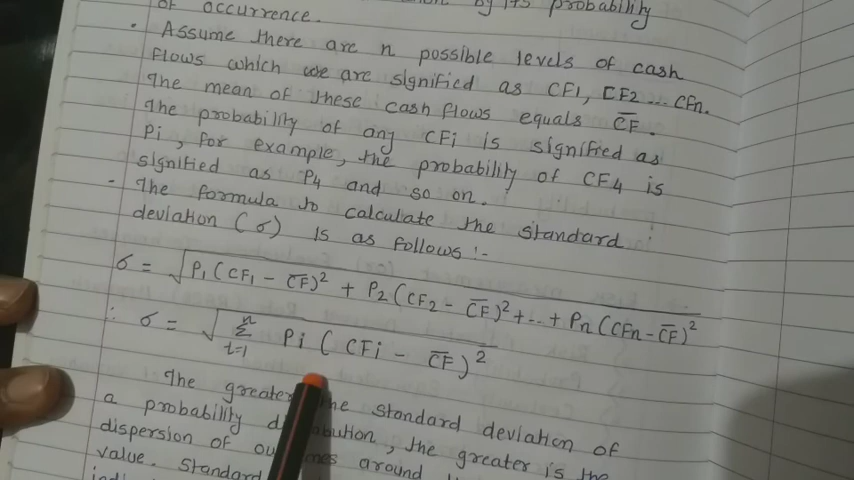 by its probability
of occurrence.
• Assume there are n possible levels of cash
flows which we are signified as CF1, CF2 ... CFn.
The mean of these cash flows equals C̅F̅.
The probability of any CFi is signified as
Pi, for example, the probability of CF4 is
signified as P4 and so on.
- The formula to calculate the standard
deviation (σ) is as follows :-
σ = √P1 (CF1 - C̅F̅)² + P2 (CF2 - C̅F̅)² + .. + Pn (CFn - C̅F̅)²
∴ σ = √ n Σ t=1 Pi (CFi - C̅F̅)²
The greater the standard deviation of
a probability , the greater is the
dispersion of around
value. Standard